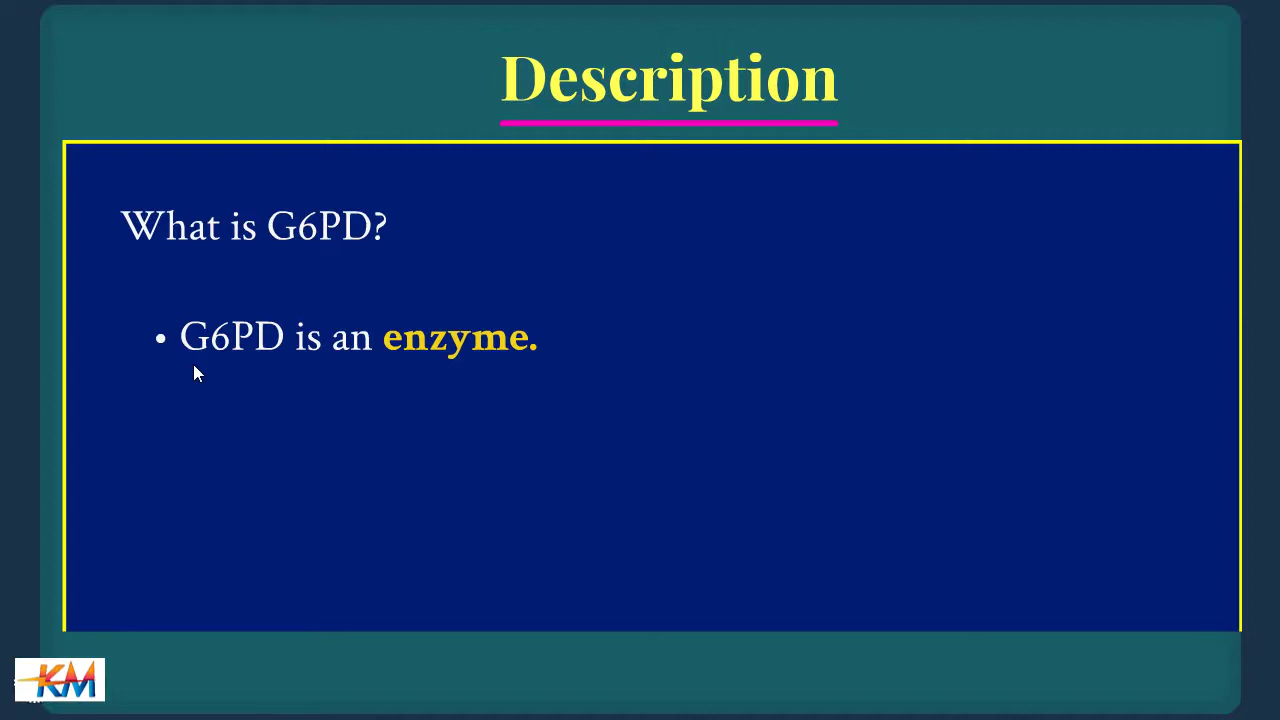 Description
What is G6PD?
• G6PD is an enzyme.
KM